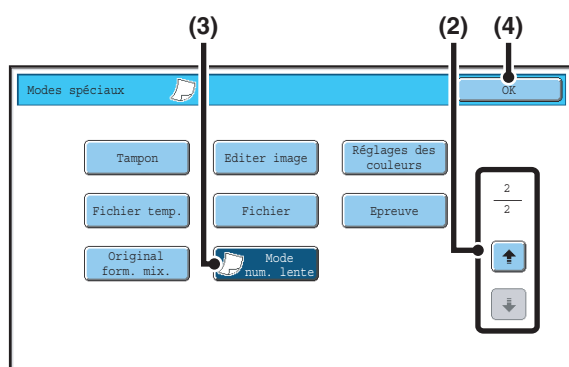 (3)
(2)
(4)
Modes spéciaux
OK
Tampon
Editer image
Réglages des
couleurs
2
2
Fichier temp.
Fichier
Epreuve
Original
form. mix.
Mode
num. lente